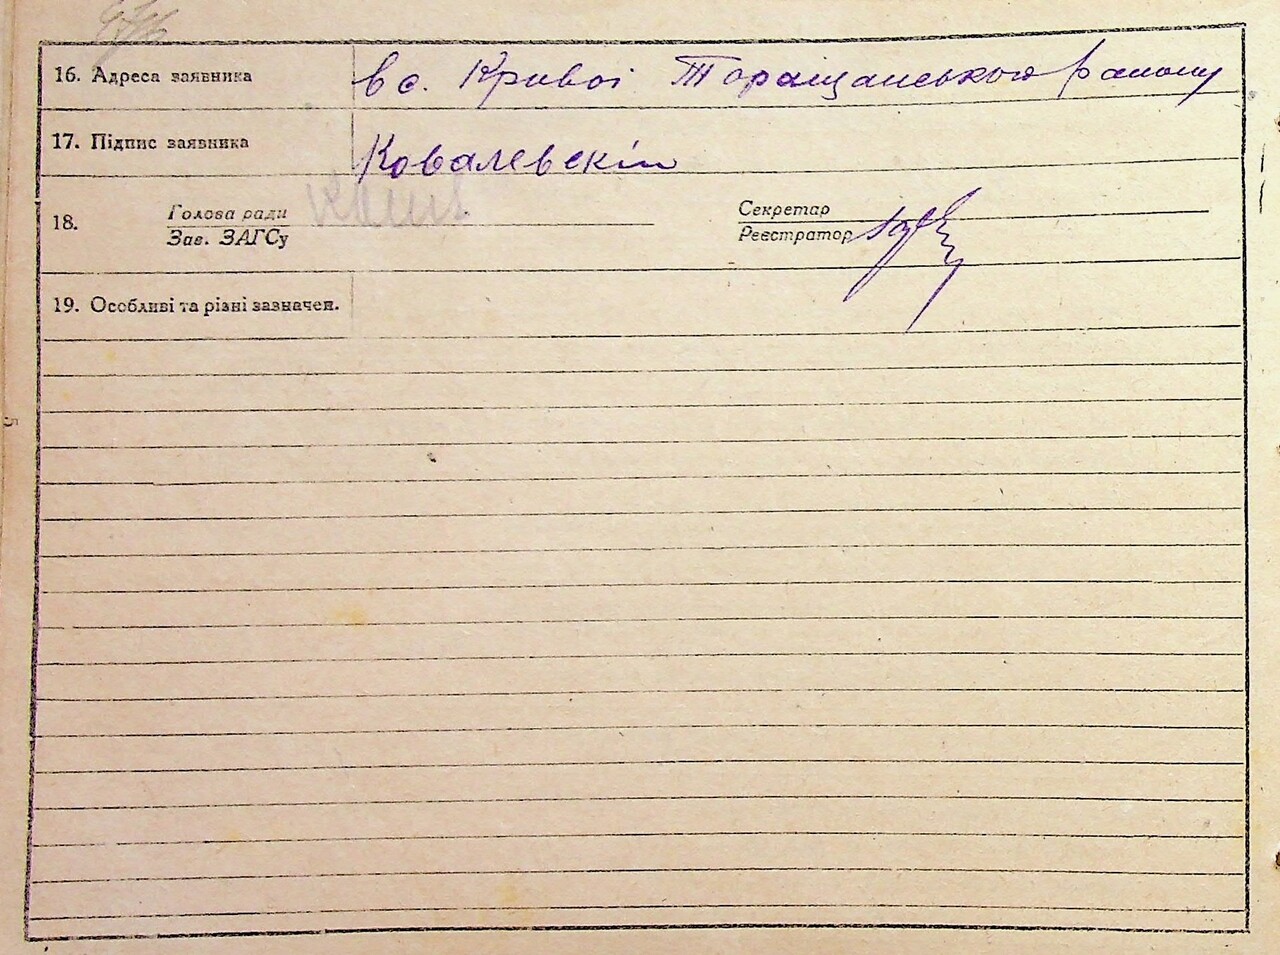 16. Адреса заявника в с. Кривої Таращанського району
17. Підпис заявника Ковалевскій
18. Голова ради Секретар
Зав. ЗАГСу Реєстратор
19. Особливі та різні зазначен.
5